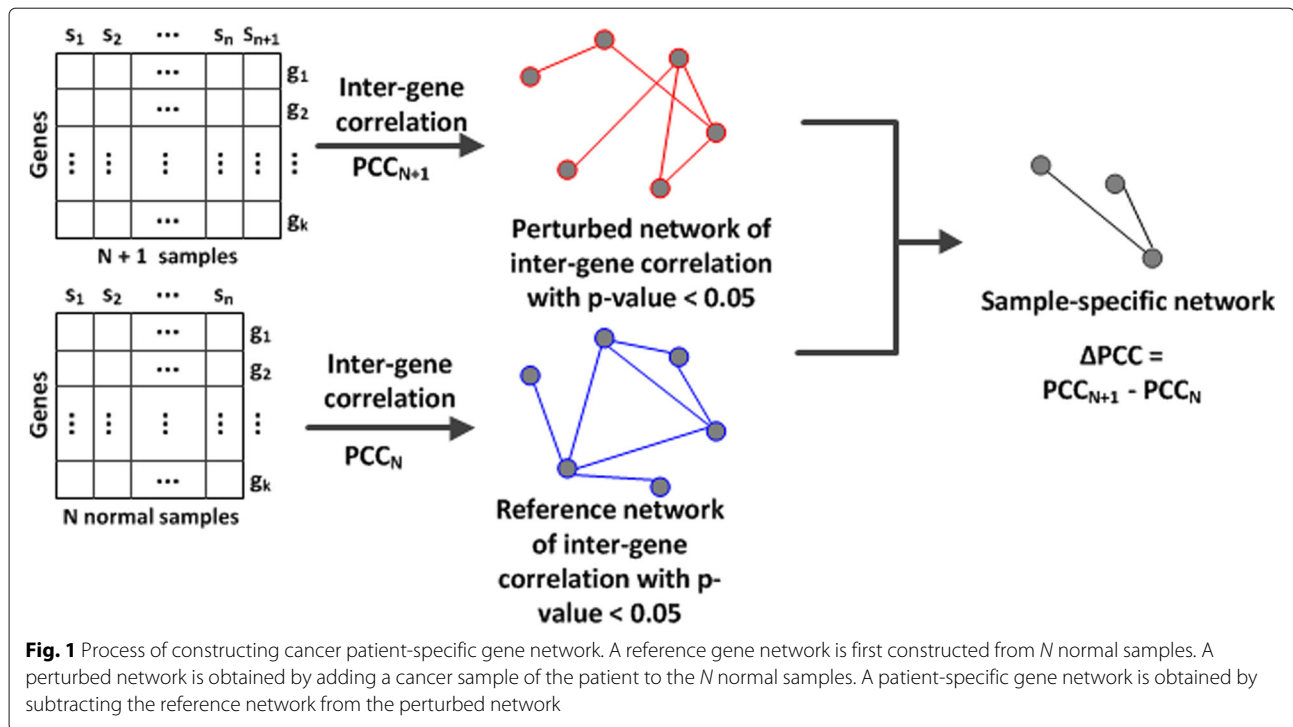 s₁ s₂ ... sₙ Sₙ₊₁
Genes
... g₁
... g₂
⋮ ⋮ ⋮ ⋮ ⋮ ⋮
... gₖ
N + 1 samples
Inter-gene
correlation
PCC_N+1
Perturbed network of
inter-gene correlation
with p-value < 0.05
s₁ s₂ ... sₙ
Genes
... g₁
... g₂
⋮ ⋮ ⋮ ⋮ ⋮
... gₖ
N normal samples
Inter-gene
correlation
PCC_N
Reference network
of inter-gene
correlation with p-
value < 0.05
Sample-specific network
ΔPCC =
PCC_N+1 - PCC_N
Fig. 1 Process of constructing cancer patient-specific gene network. A reference gene network is first constructed from N normal samples. A
perturbed network is obtained by adding a cancer sample of the patient to the N normal samples. A patient-specific gene network is obtained by
subtracting the reference network from the perturbed network